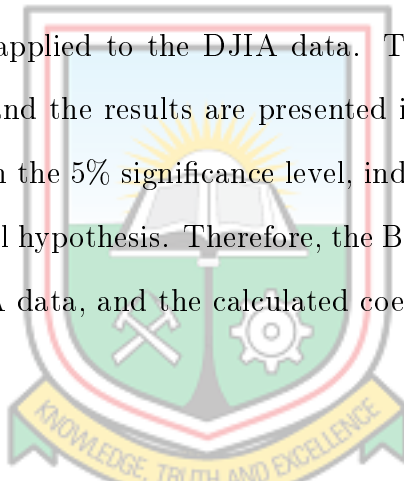 applied to the DJIA data. T
nd the results are presented i
the 5% significance level, ind
l hypothesis. Therefore, the B
data, and the calculated coe
KNOWLEDGE, TRUTH AND EXCELLENCE